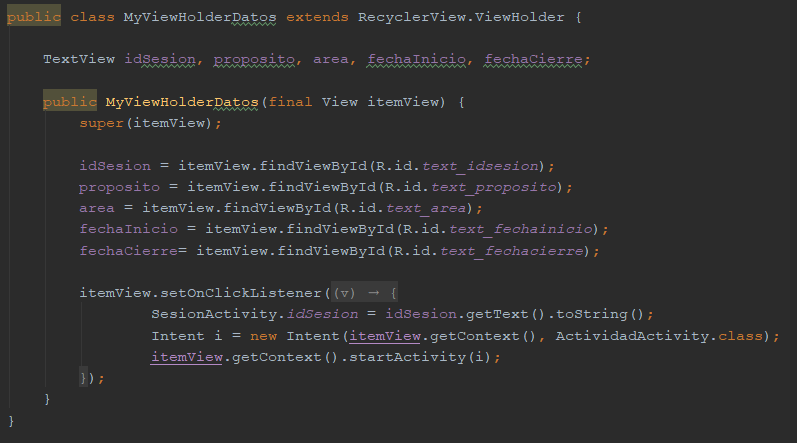 public class MyViewHolderDatos extends RecyclerView.ViewHolder {
TextView idSesion, proposito, area, fechaInicio, fechaCierre;
public MyViewHolderDatos(final View itemView) {
super(itemView);
idSesion = itemView.findViewById(R.id.text_idsesion);
proposito = itemView.findViewById(R.id.text_proposito);
area = itemView.findViewById(R.id.text_area);
fechaInicio = itemView.findViewById(R.id.text_fechainicio);
fechaCierre= itemView.findViewById(R.id.text_fechacierre);
itemView.setOnClickListener((v) → {
SesionActivity.idSesion = idSesion.getText().toString();
Intent i = new Intent(itemView.getContext(), ActividadActivity.class);
itemView.getContext().startActivity(i);
});
}
}